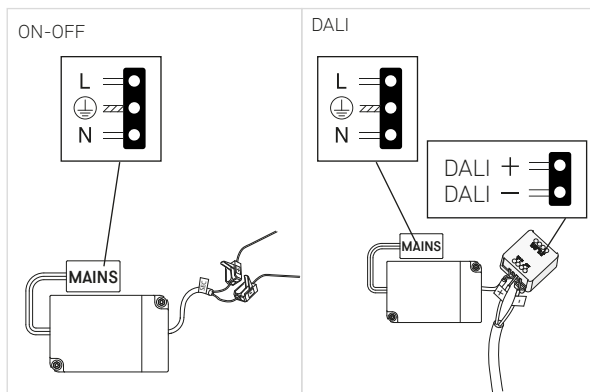 ON-OFF
L
N
MAINS
DALI
L
N
DALI +
DALI −
MAINS
+
−